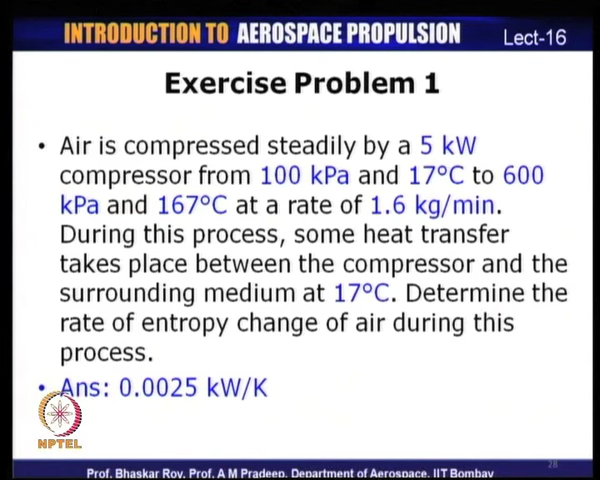 INTRODUCTION TO AEROSPACE PROPULSION
Lect-16
Exercise Problem 1
• Air is compressed steadily by a 5 kW
compressor from 100 kPa and 17°C to 600
kPa and 167°C at a rate of 1.6 kg/min.
During this process, some heat transfer
takes place between the compressor and the
surrounding medium at 17°C. Determine the
rate of entropy change of air during this
process.
• Ans: 0.0025 kW/K
NPTEL
28
Prof. Bhaskar Roy, Prof. A M Pradeep, Department of Aerospace, IIT Bombay